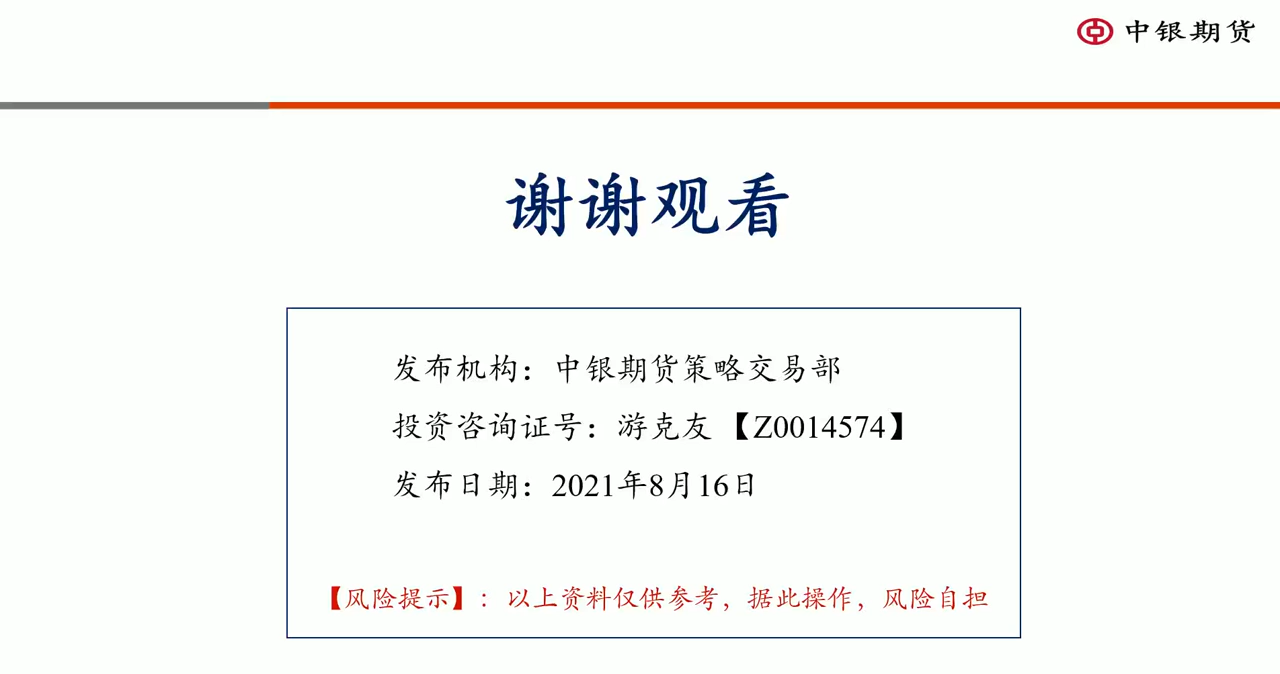 中银期货
谢谢观看
发布机构：中银期货策略交易部
投资咨询证号：游克友【Z0014574】
发布日期：2021年8月16日
【风险提示】：以上资料仅供参考，据此操作，风险自担